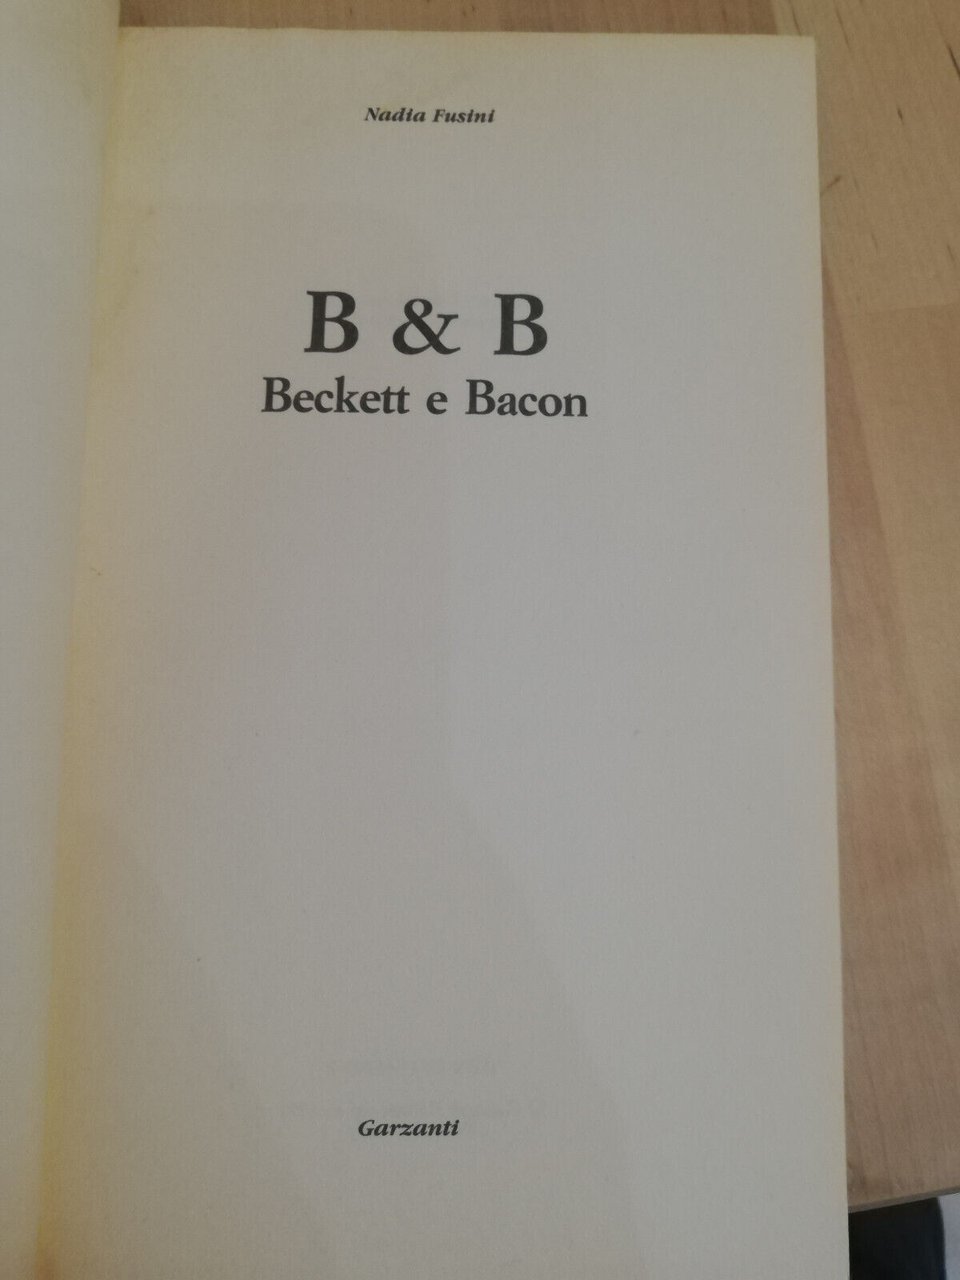 Nadia Fusini
B & B
Beckett e Bacon
Garzanti